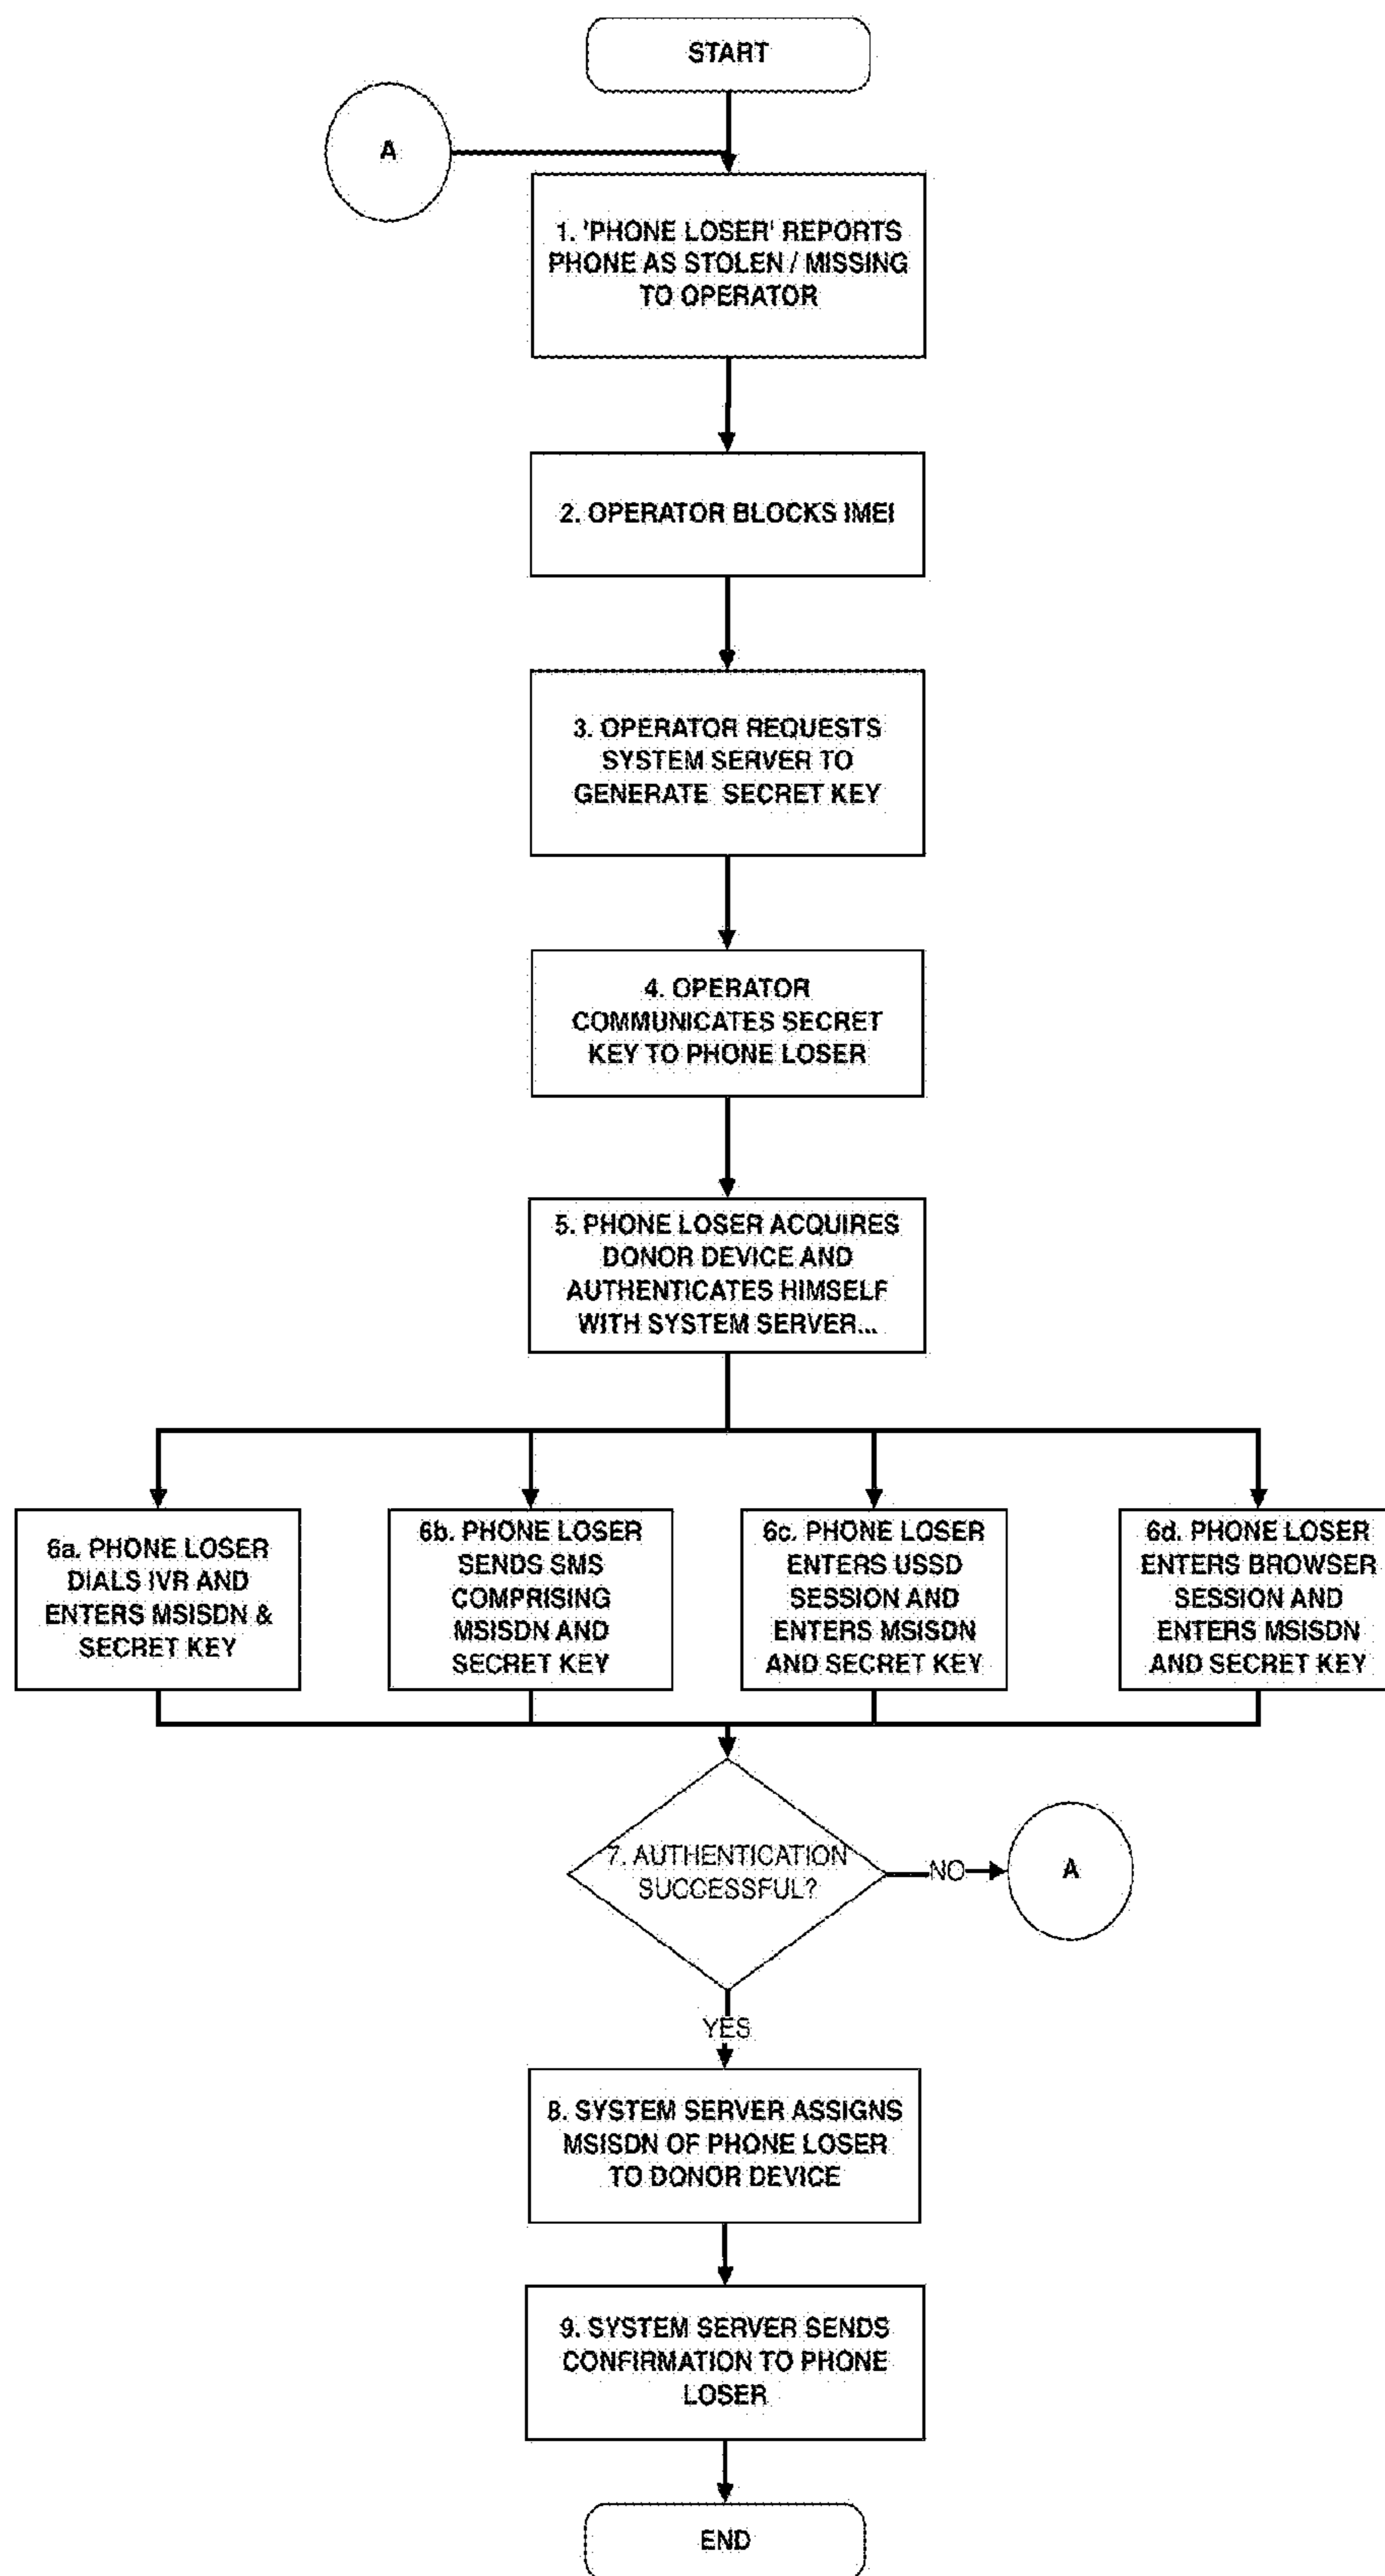 START
A
1. 'PHONE LOSER' REPORTS
PHONE AS STOLEN / MISSING
TO OPERATOR
2. OPERATOR BLOCKS IMEI
3. OPERATOR REQUESTS
SYSTEM SERVER TO
GENERATE SECRET KEY
4. OPERATOR
COMMUNICATES SECRET
KEY TO PHONE LOSER
5. PHONE LOSER ACQUIRES
DONOR DEVICE AND
AUTHENTICATES HIMSELF
WITH SYSTEM SERVER...
6a. PHONE LOSER
DIALS IVR AND
ENTERS MSISDN &
SECRET KEY
6b. PHONE LOSER
SENDS SMS
COMPRISING
MSISDN AND
SECRET KEY
6c. PHONE LOSER
ENTERS USSD
SESSION AND
ENTERS MSISDN
AND SECRET KEY
6d. PHONE LOSER
ENTERS BROWSER
SESSION AND
ENTERS MSISDN
AND SECRET KEY
7. AUTHENTICATION
SUCCESSFUL?
NO
A
YES
8. SYSTEM SERVER ASSIGNS
MSISDN OF PHONE LOSER
TO DONOR DEVICE
9. SYSTEM SERVER SENDS
CONFIRMATION TO PHONE
LOSER
END